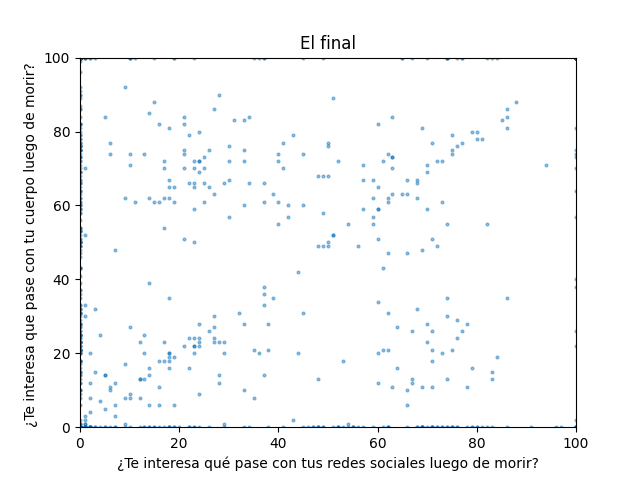 El final
¿Te interesa que pase con tu cuerpo luego de morir?
100
80
60
40
20
0
0 20 40 60 80 100
¿Te interesa qué pase con tus redes sociales luego de morir?